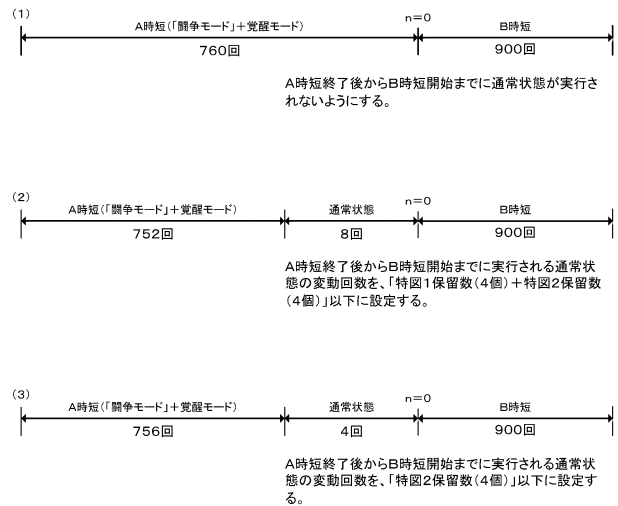 (1)
n=0
A時短(「闘争モード」+覚醒モード)
B時短
760回
900回
A時短終了後からB時短開始までに通常状態が実行さ
れないようにする。
(2)
n=0
A時短(「闘争モード」+覚醒モード)
通常状態
B時短
752回
8回
900回
A時短終了後からB時短開始までに実行される通常状
態の変動回数を、「特図1保留数(4個)+特図2保留数
(4個)」以下に設定する。
(3)
n=0
A時短(「闘争モード」+覚醒モード)
通常状態
B時短
756回
4回
900回
A時短終了後からB時短開始までに実行される通常状
態の変動回数を、「特図2保留数(4個)」以下に設定す
る。